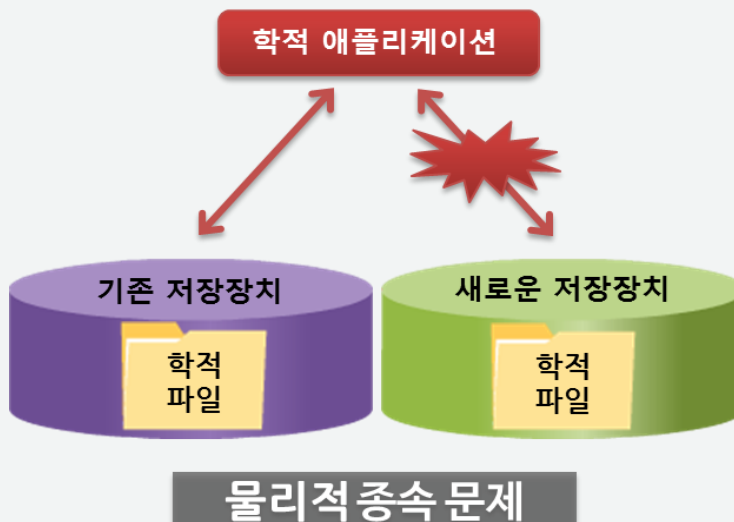 학적 애플리케이션
기존 저장장치
새로운 저장장치
학적
파일
학적
파일
물리적 종속 문제